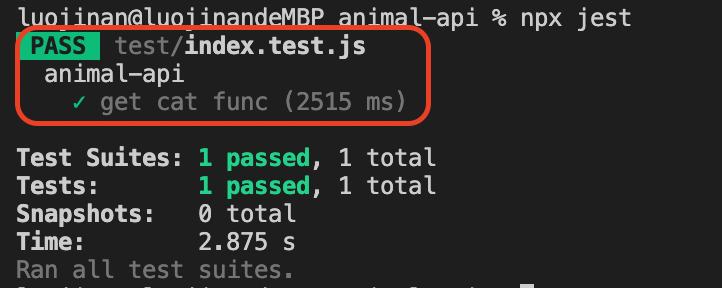 luojinan@luojinandeMBP animal-api % npx jest
PASS test/index.test.js
animal-api
✓ get cat func (2515 ms)
Test Suites: 1 passed, 1 total
Tests: 1 passed, 1 total
Snapshots: 0 total
Time: 2.875 s
Ran all test suites.